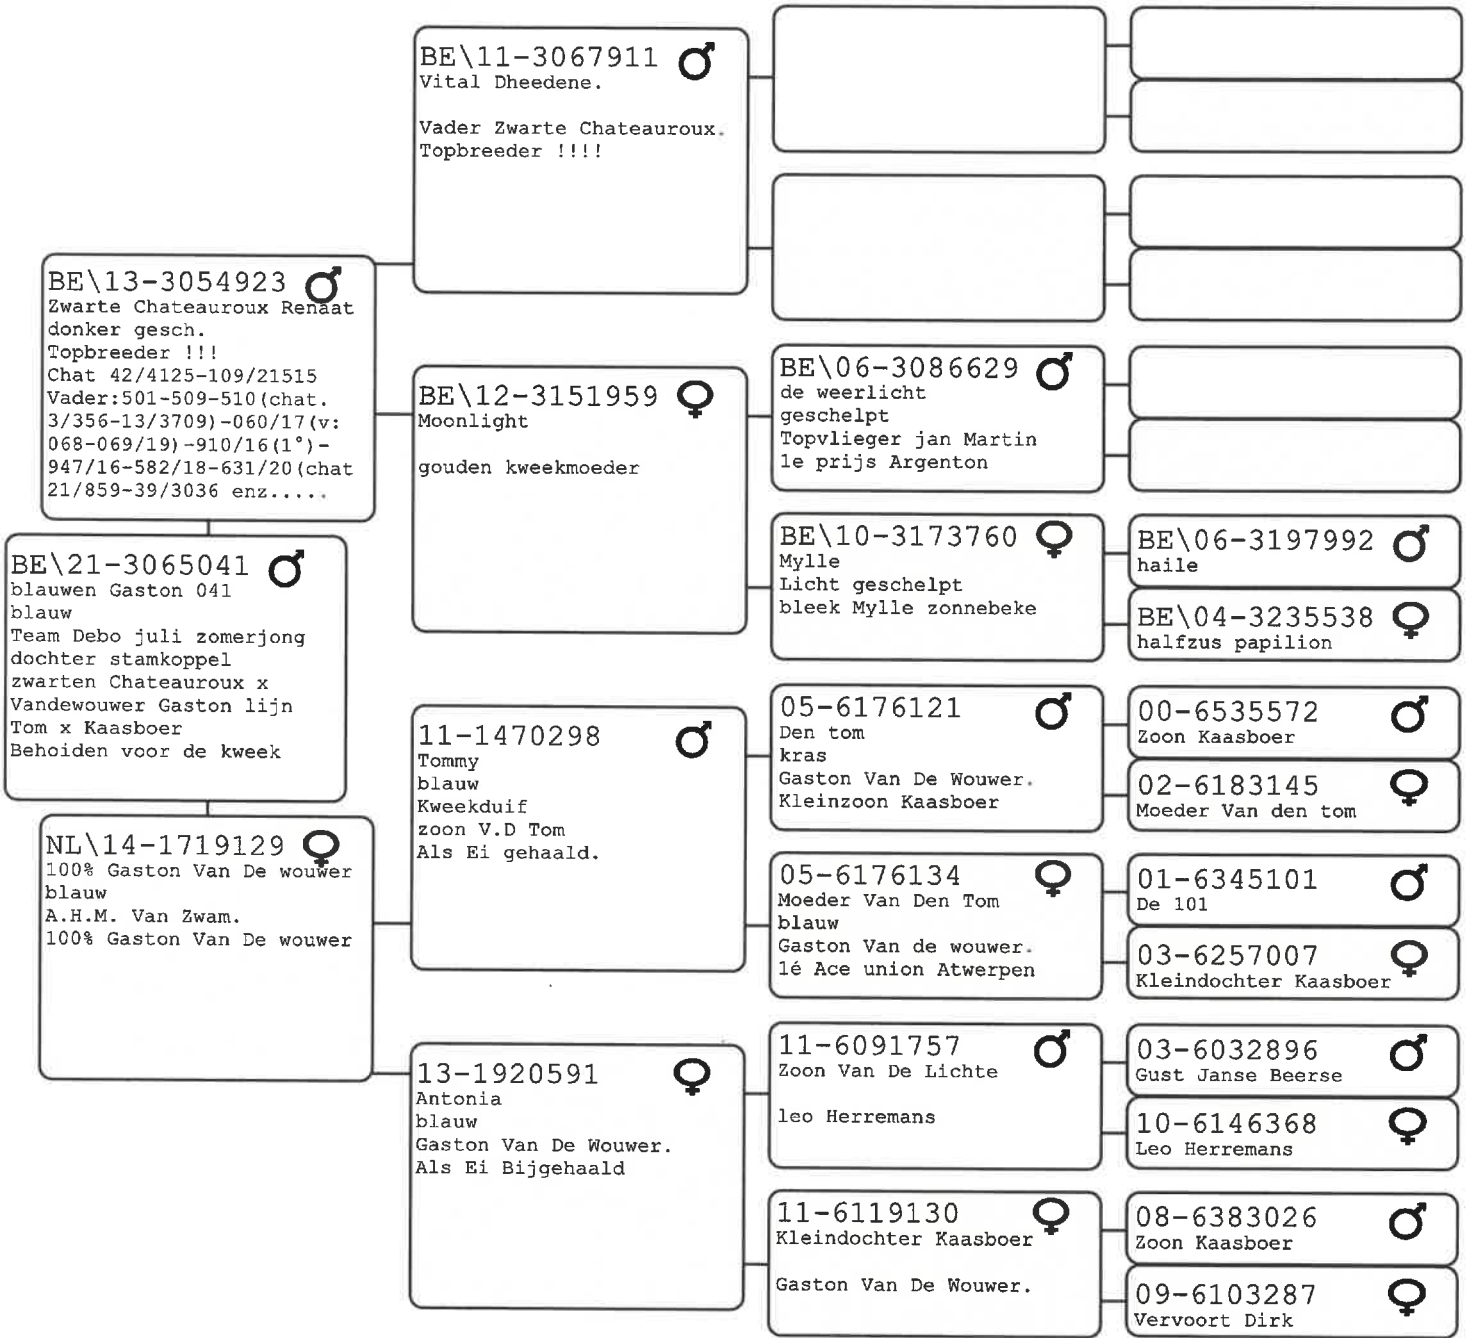 BE\11-3067911
Vital Dheedene.
Vader Zwarte Chateauroux.
Topbreeder !!!!
BE\13-3054923
Zwarte Chateauroux Renaat
donker gesch.
Topbreeder !!!
Chat 42/4125-109/21515
Vader:501-509-510(chat.
3/356-13/3709)-060/17(v:
068-069/19)-910/16(1°)-
947/16-582/18-631/20(chat
21/859-39/3036 enz.....
BE\12-3151959
Moonlight
gouden kweekmoeder
BE\06-3086629
de weerlicht
geschelpt
Topvlieger jan Martin
1e prijs Argenton
BE\10-3173760
Mylle
Licht geschelpt
bleek Mylle zonnebeke
BE\06-3197992
haile
BE\04-3235538
halfzus papilion
BE\21-3065041
blauwen Gaston 041
blauw
Team Debo juli zomerjong
dochter stamkoppel
zwarten Chateauroux x
Vandewouwer Gaston lijn
Tom x Kaasboer
Behoiden voor de kweek
NL\14-1719129
100% Gaston Van De wouwer
blauw
A.H.M. Van Zwam.
100% Gaston Van De wouwer
11-1470298
Tommy
blauw
Kweekduif
zoon V.D Tom
Als Ei gehaald.
05-6176121
Den tom
kras
Gaston Van De Wouwer.
Kleinzoon Kaasboer
00-6535572
Zoon Kaasboer
02-6183145
Moeder Van den tom
05-6176134
Moeder Van Den Tom
blauw
Gaston Van de wouwer.
1é Ace union Atwerpen
01-6345101
De 101
03-6257007
Kleindochter Kaasboer
13-1920591
Antonia
blauw
Gaston Van De Wouwer.
Als Ei Bijgehaald
11-6091757
Zoon Van De Lichte
leo Herremans
03-6032896
Gust Janse Beerse
10-6146368
Leo Herremans
11-6119130
Kleindochter Kaasboer
Gaston Van De Wouwer.
08-6383026
Zoon Kaasboer
09-6103287
Vervoort Dirk